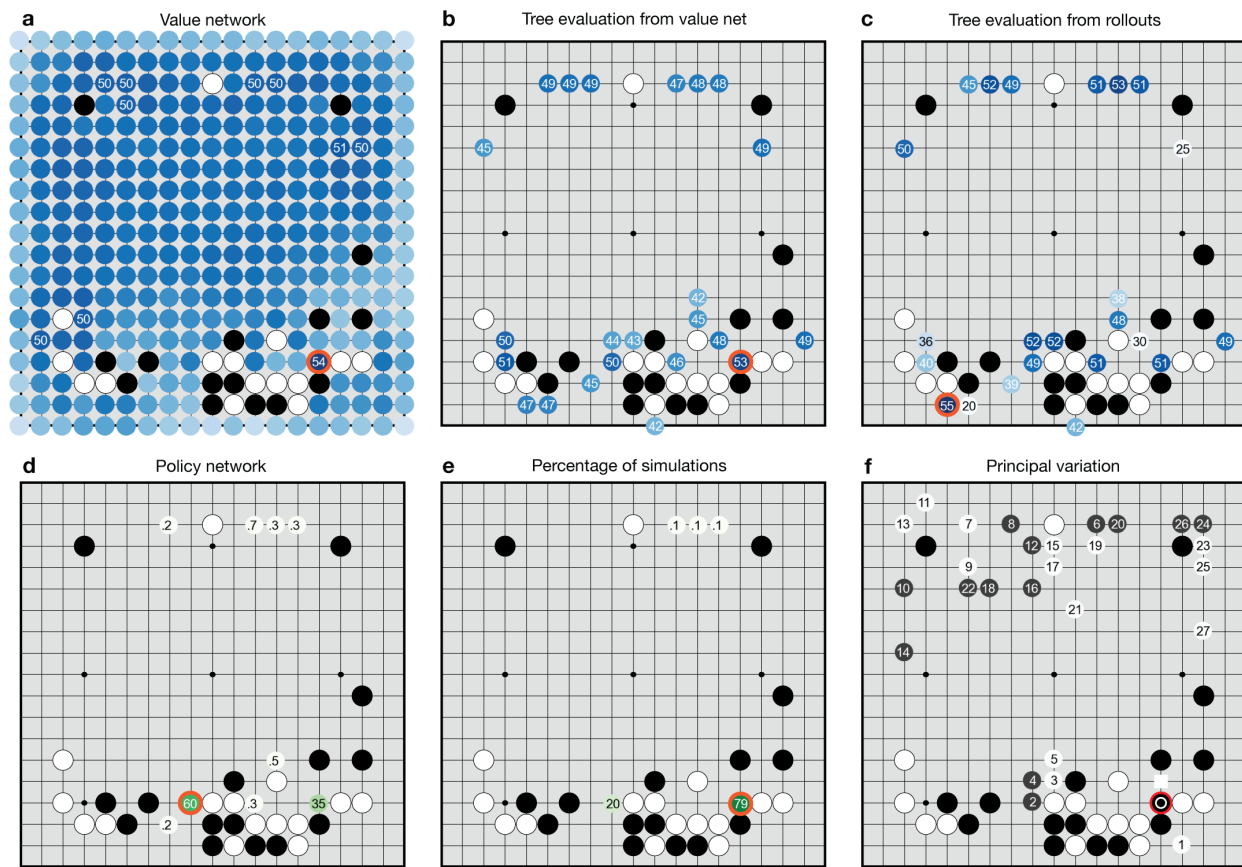 a Value network
50 50 50 50
50
51 50
50
50
54
b Tree evaluation from value net
49 49 49 47 48 48
45 49
42
45
50 44 43 48 49
51 50 46 53
45
47 47
42
c Tree evaluation from rollouts
45 52 49 51 53 51
50 25
38
48
36 52 52 30 49
40 49 51 51
39
55 20
42
d Policy network
.2 .7 .3 .3
.5
60 .3 35
.2
e Percentage of simulations
.1 .1 .1
20 79
f Principal variation
11
13 7 8 6 20 26 24
12 15 19 23
9 17 25
10 22 18 16
21
27
14
5
4 3
2
1